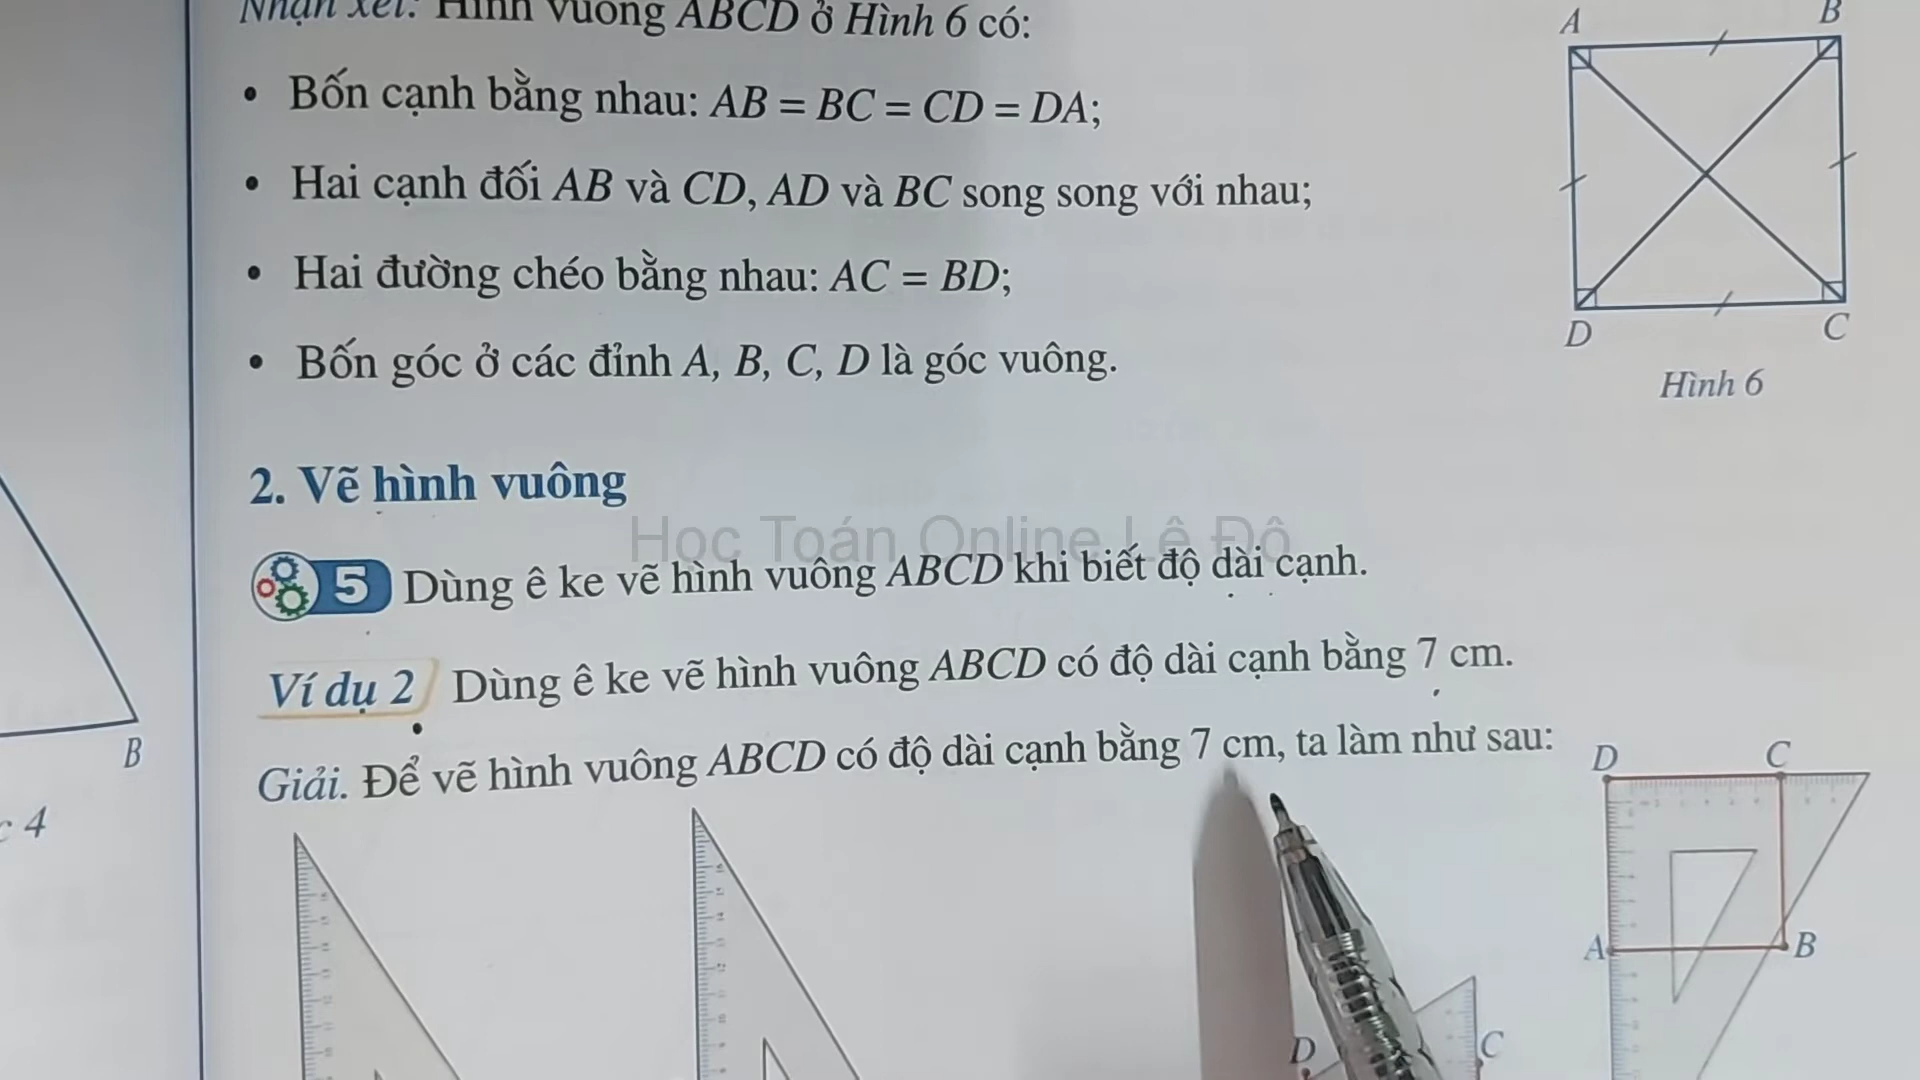 Nhận xét: Hình vuông ABCD ở Hình 6 có:
• Bốn cạnh bằng nhau: AB = BC = CD = DA;
• Hai cạnh đối AB và CD, AD và BC song song với nhau;
• Hai đường chéo bằng nhau: AC = BD;
• Bốn góc ở các đỉnh A, B, C, D là góc vuông.
A B
D C
Hình 6
2. Vẽ hình vuông
Học Toán Online Lê Đô
5 Dùng ê ke vẽ hình vuông ABCD khi biết độ dài cạnh.
Ví dụ 2 Dùng ê ke vẽ hình vuông ABCD có độ dài cạnh bằng 7 cm.
Giải. Để vẽ hình vuông ABCD có độ dài cạnh bằng 7 cm, ta làm như sau:
B
4
D C
A B
D C